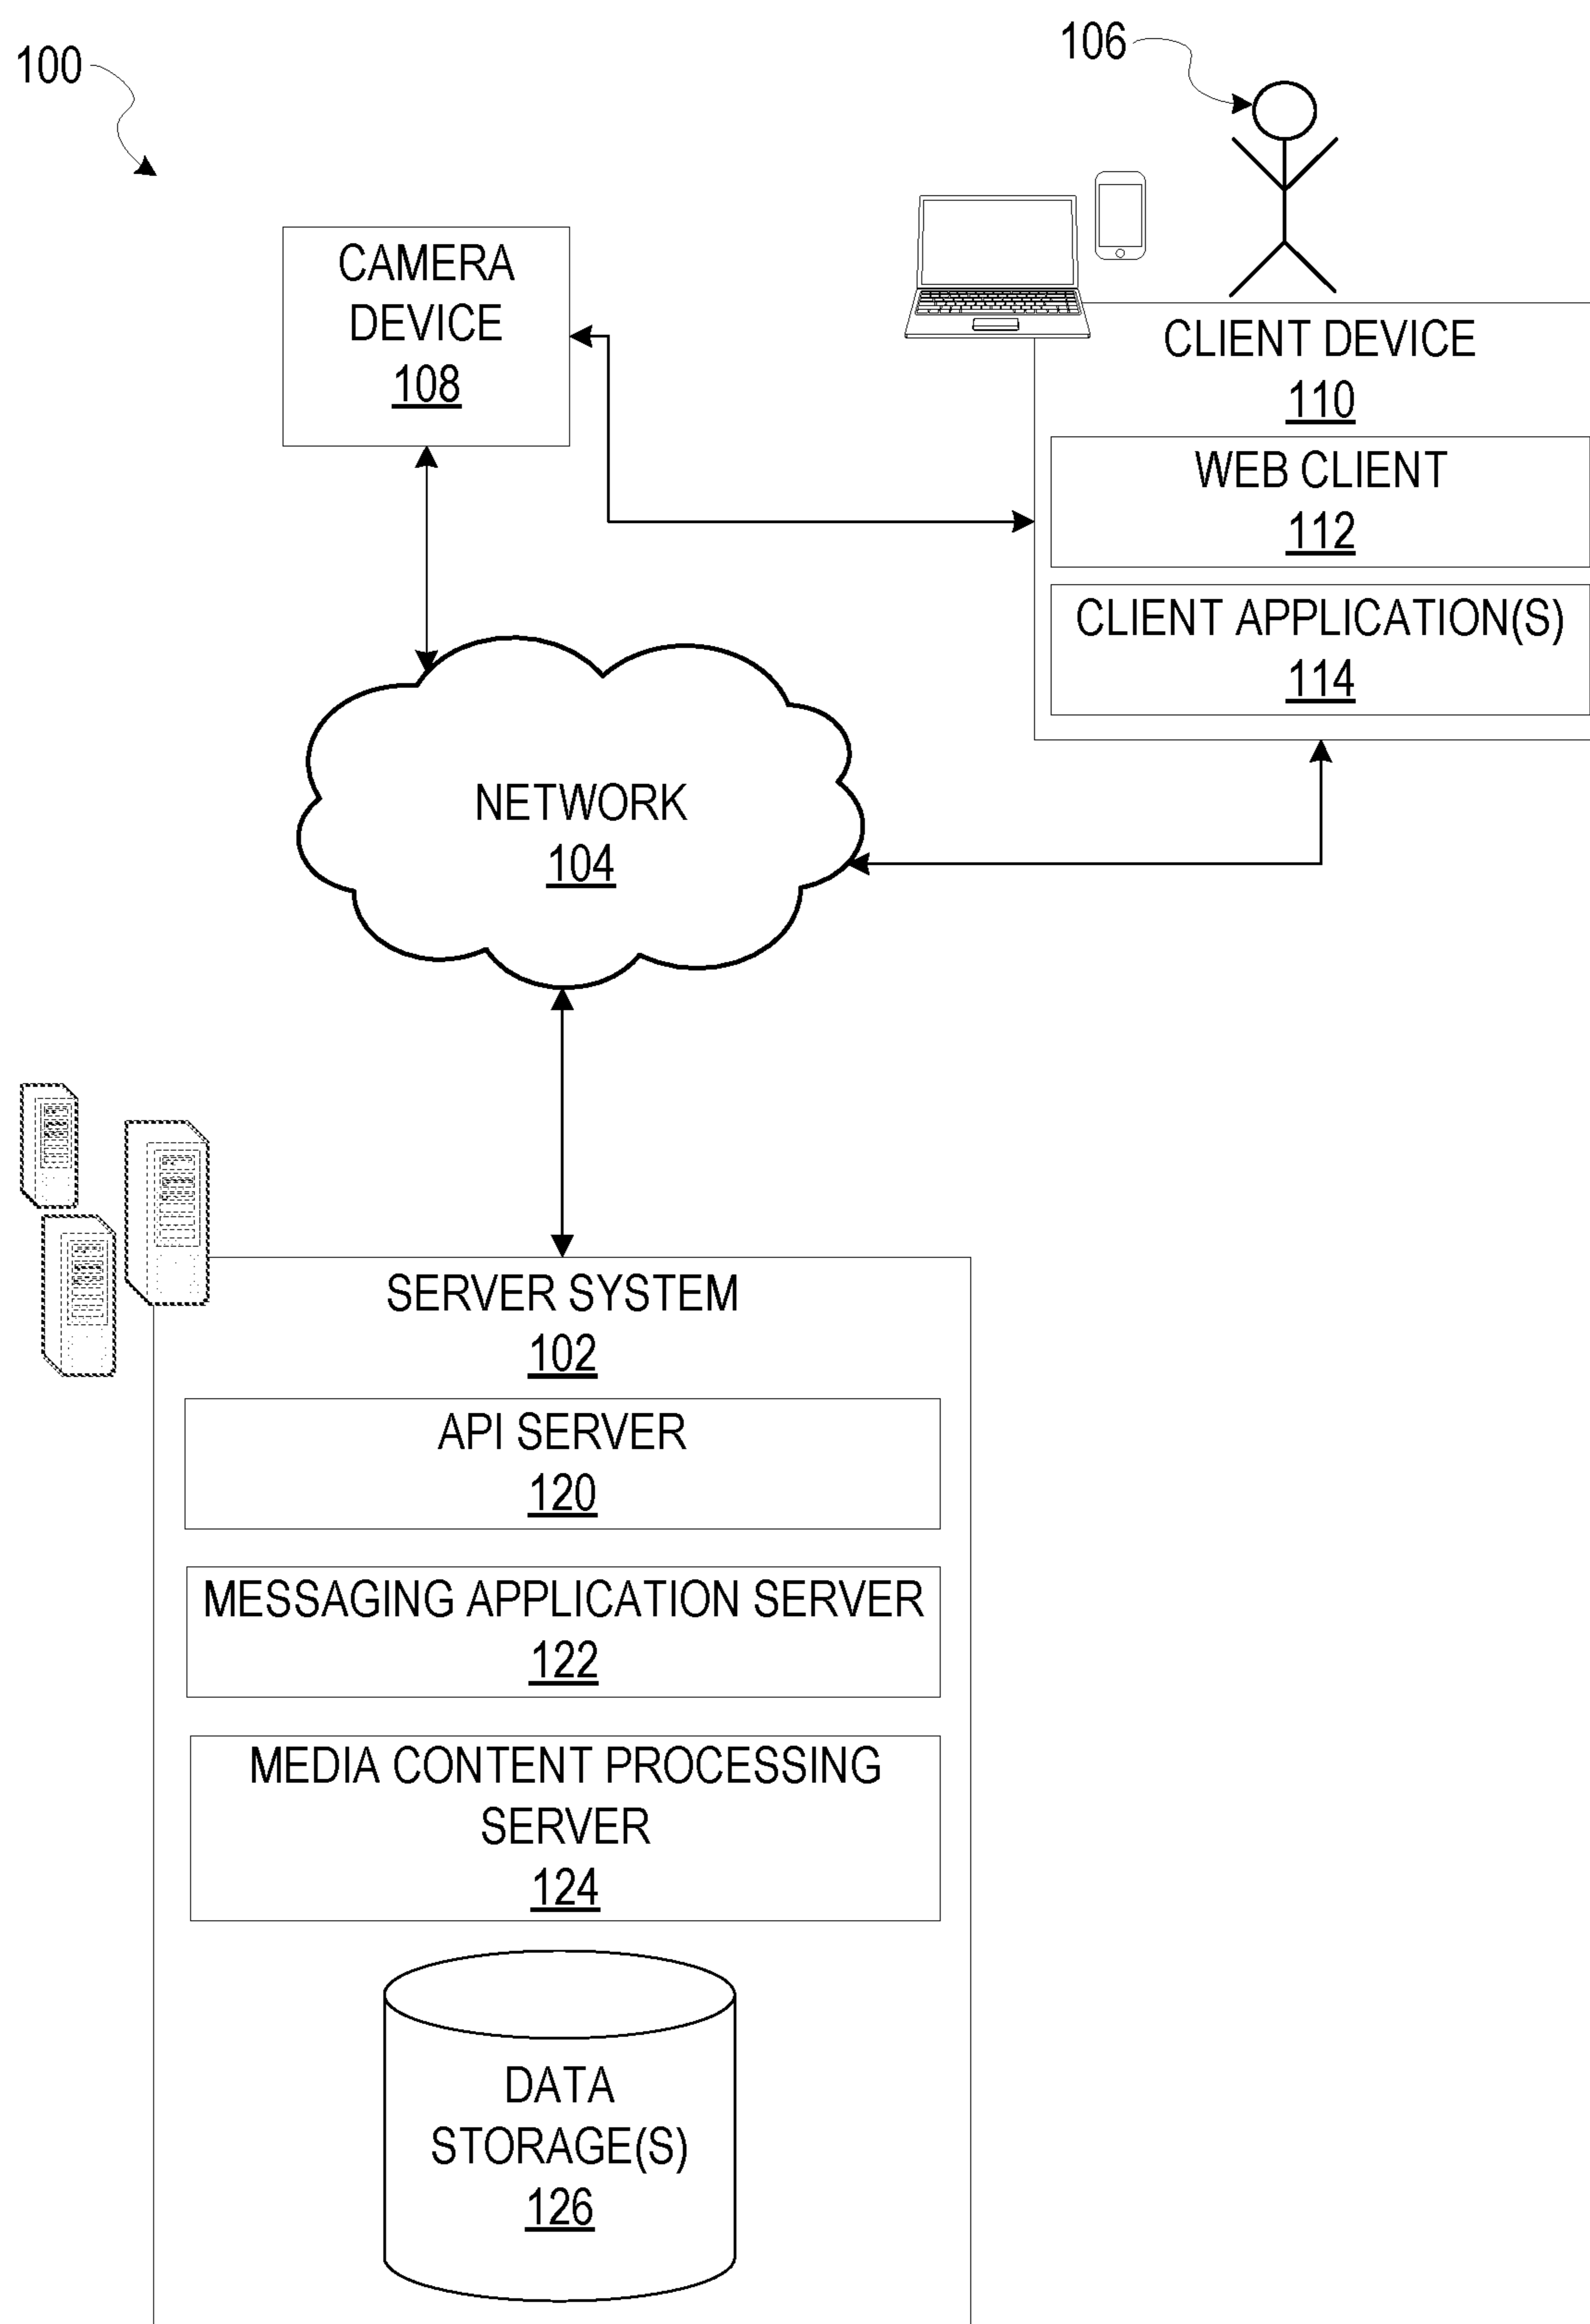 100
106
CAMERA
DEVICE
108
CLIENT DEVICE
110
WEB CLIENT
112
CLIENT APPLICATION(S)
114
NETWORK
104
SERVER SYSTEM
102
API SERVER
120
MESSAGING APPLICATION SERVER
122
MEDIA CONTENT PROCESSING
SERVER
124
DATA
STORAGE(S)
126